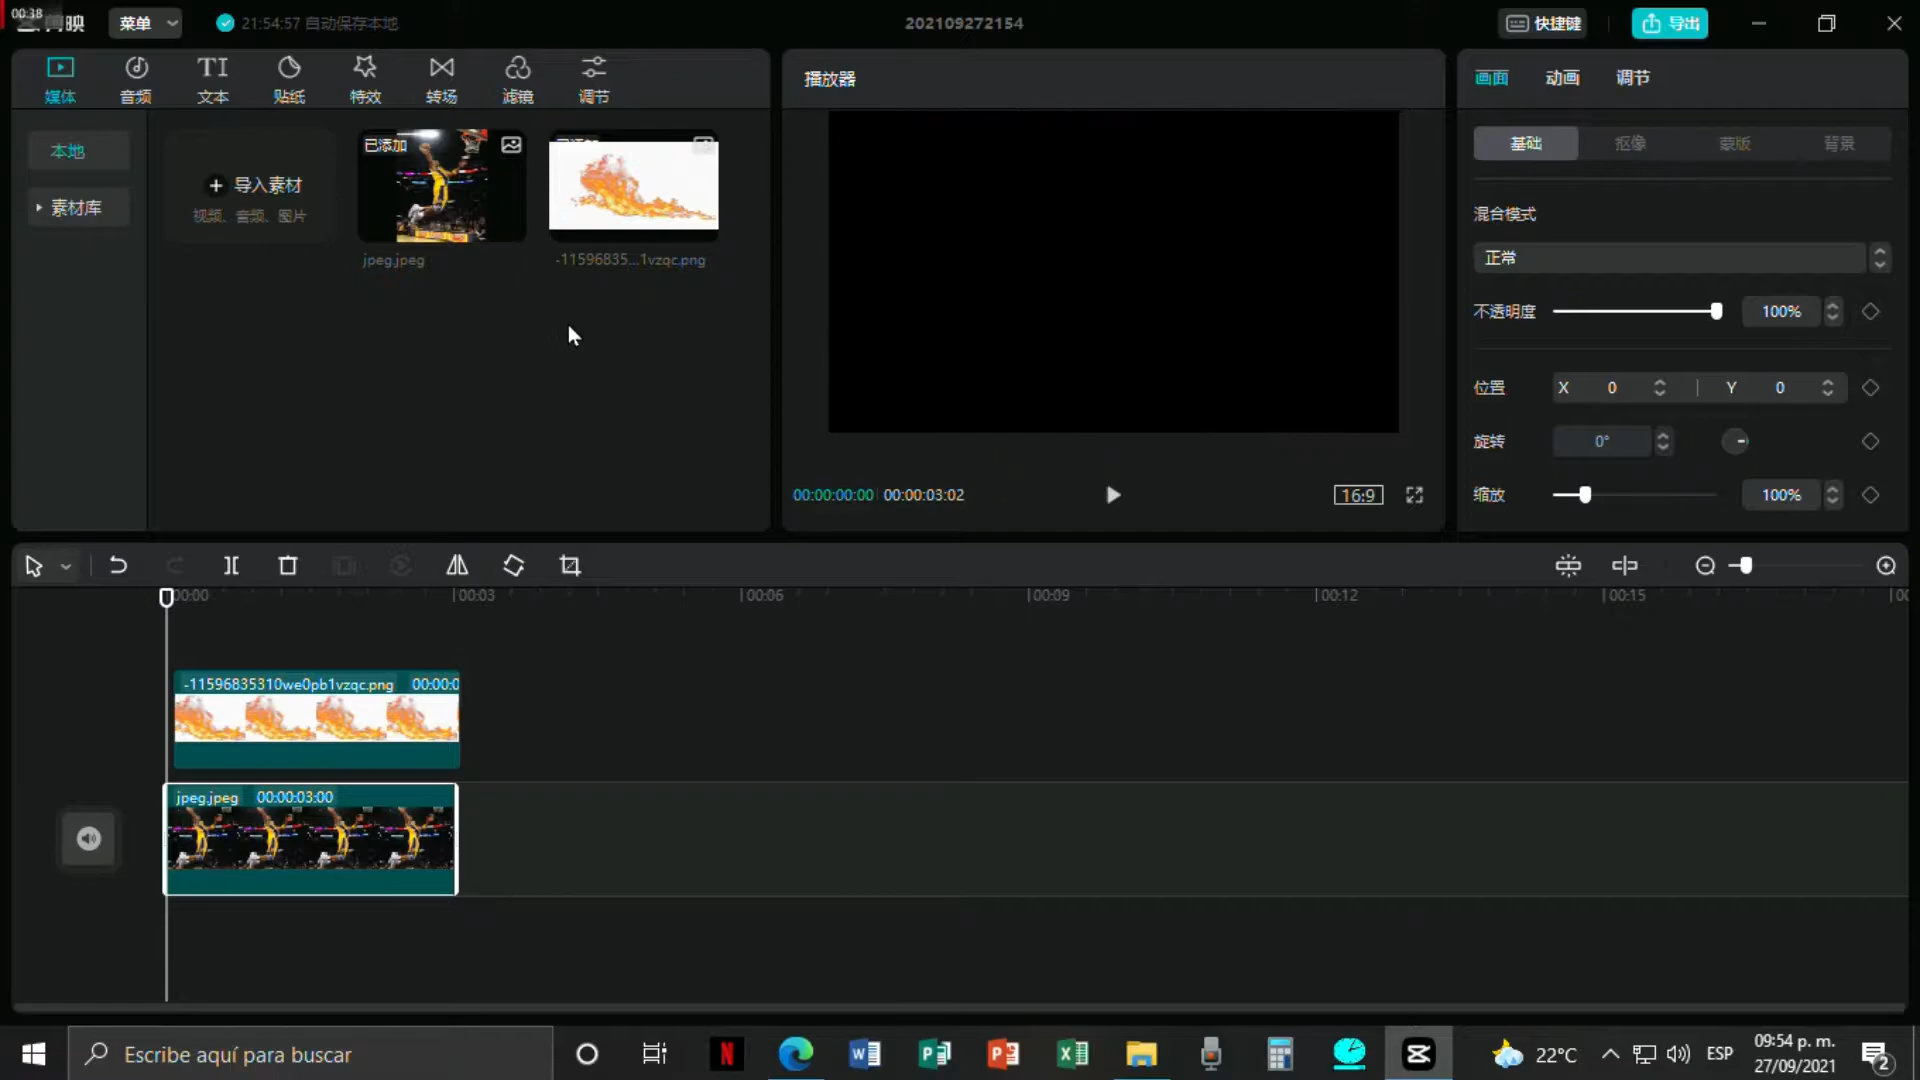 00:38
剪映
菜单
21:54:57 自动保存本地
202109272154
快捷键
导出
媒体
音频
文本
贴纸
特效
转场
滤镜
调节
播放器
画面
动画
调节
本地
素材库
导入素材
视频、音频、图片
已添加
jpeg.jpeg
-11596835...1vzqc.png
基础
抠像
蒙版
背景
混合模式
正常
不透明度
100%
位置
X 0
Y 0
旋转
0°
缩放
100%
00:00:00:00 00:00:03:02
16:9
00:00
00:03
00:06
00:09
00:12
00:15
-11596835310we0pb1vzqc.png 00:00:0
jpeg.jpeg 00:00:03:00
Escribe aquí para buscar
22°C
ESP
09:54 p. m.
27/09/2021
2